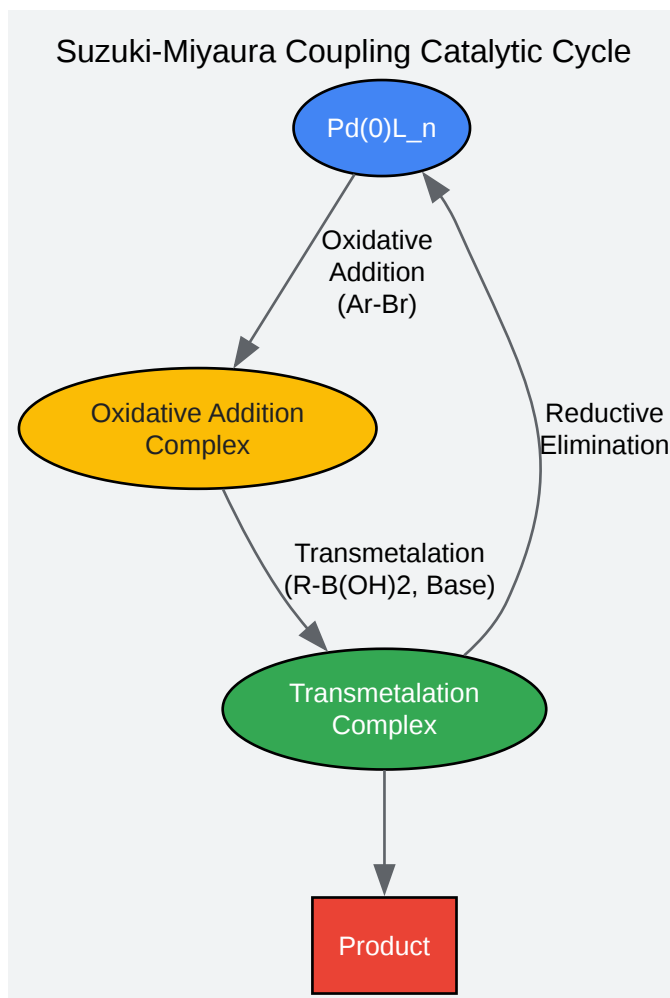 Suzuki-Miyaura Coupling Catalytic Cycle
Pd(0)L_n
Oxidative
Addition
(Ar-Br)
Oxidative Addition
Complex
Reductive
Elimination
Transmetalation
(R-B(OH)2, Base)
Transmetalation
Complex
Product